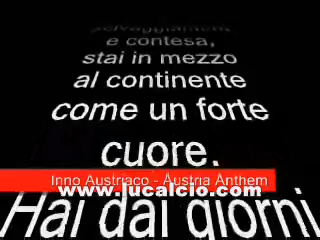 selvaggiamente
e contesa,
stai in mezzo
al continente
come un forte
cuore.
Inno Austriaco - Austria Anthem
www.lucalcio.com
Hai dai giorni